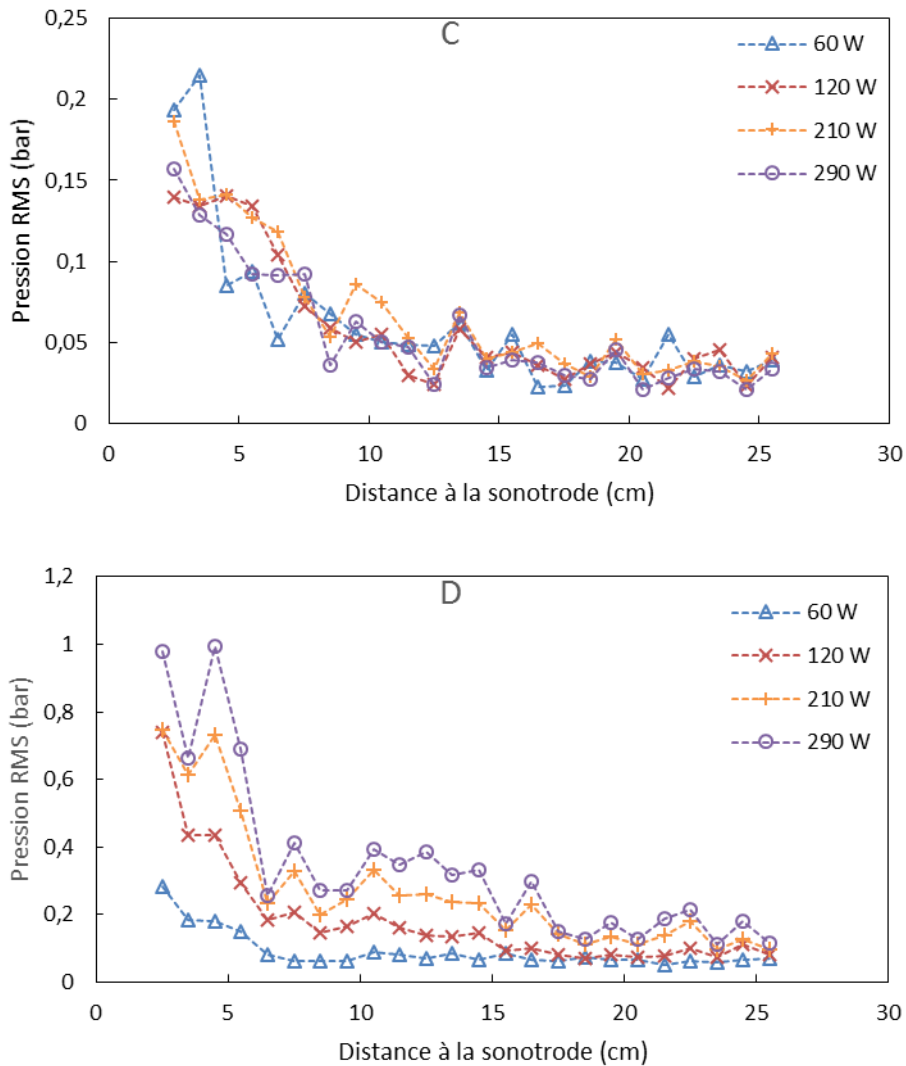 C
0,25
0,2
0,15
0,1
0,05
0
0
5
10
15
20
25
30
Pression RMS (bar)
Distance à la sonotrode (cm)
60 W
120 W
210 W
290 W
D
1,2
1
0,8
0,6
0,4
0,2
0
0
5
10
15
20
25
30
Pression RMS (bar)
Distance à la sonotrode (cm)
60 W
120 W
210 W
290 W